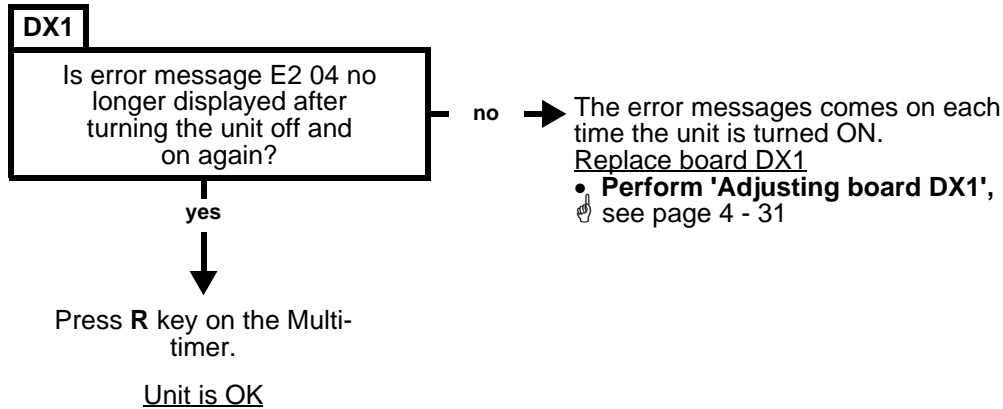 DX1
Is error message E2 04 no
longer displayed after
turning the unit off and
on again?
no
The error messages comes on each
time the unit is turned ON.
Replace board DX1
• Perform 'Adjusting board DX1',
☝ see page 4 - 31
yes
Press R key on the Multi-
timer.
Unit is OK